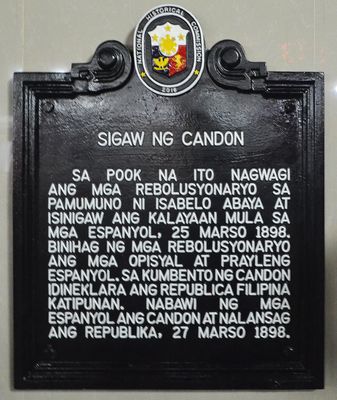 NATIONAL HISTORICAL COMMISSION
2016
SIGAW NG CANDON
SA POOK NA ITO NAGWAGI
ANG MGA REBOLUSYONARYO SA
PAMUMUNO NI ISABELO ABAYA AT
ISINIGAW ANG KALAYAAN MULA SA
MGA ESPANYOL, 25 MARSO 1898.
BINIHAG NG MGA REBOLUSYONARYO
ANG MGA OPISYAL AT PRAYLENG
ESPANYOL. SA KUMBENTO NG CANDON
IDINEKLARA ANG REPUBLICA FILIPINA
KATIPUNAN. NABAWI NG MGA
ESPANYOL ANG CANDON AT NALANSAG
ANG REPUBLIKA, 27 MARSO 1898.